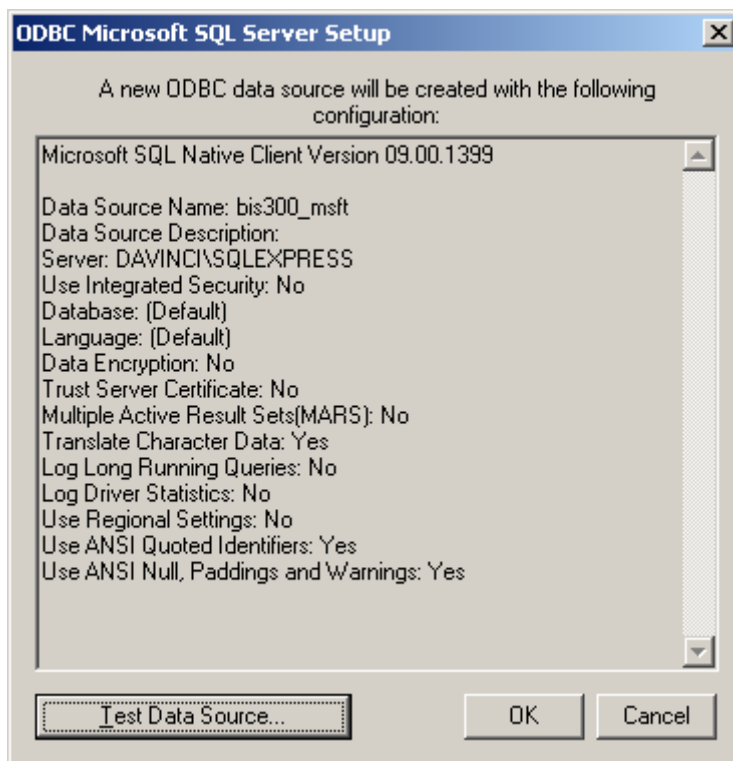 ODBC Microsoft SQL Server Setup
A new ODBC data source will be created with the following
configuration:
Microsoft SQL Native Client Version 09.00.1399
Data Source Name: bis300_msft
Data Source Description:
Server: DAVINCI\SQLEXPRESS
Use Integrated Security: No
Database: (Default)
Language: (Default)
Data Encryption: No
Trust Server Certificate: No
Multiple Active Result Sets(MARS): No
Translate Character Data: Yes
Log Long Running Queries: No
Log Driver Statistics: No
Use Regional Settings: No
Use ANSI Quoted Identifiers: Yes
Use ANSI Null, Paddings and Warnings: Yes
Test Data Source...
OK
Cancel